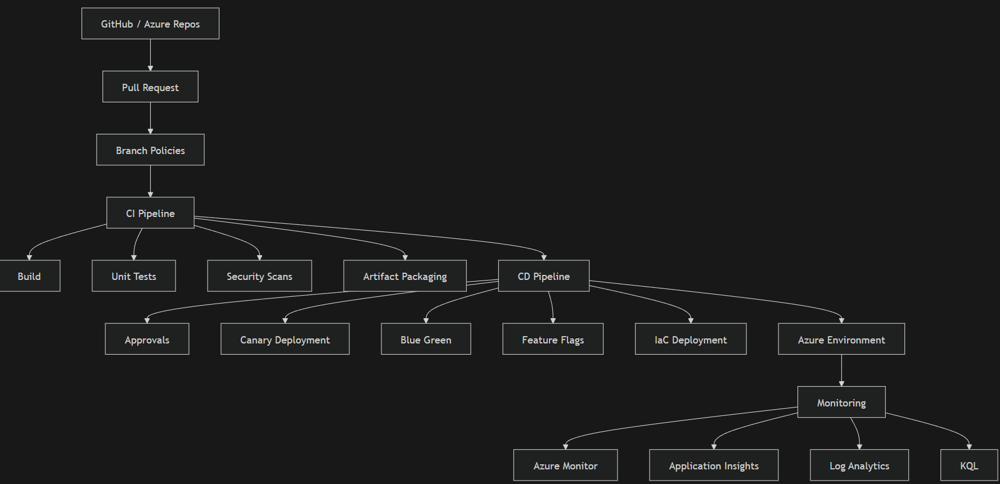 GitHub / Azure Repos
Pull Request
Branch Policies
CI Pipeline
Build
Unit Tests
Security Scans
Artifact Packaging
CD Pipeline
Approvals
Canary Deployment
Blue Green
Feature Flags
IaC Deployment
Azure Environment
Monitoring
Azure Monitor
Application Insights
Log Analytics
KQL